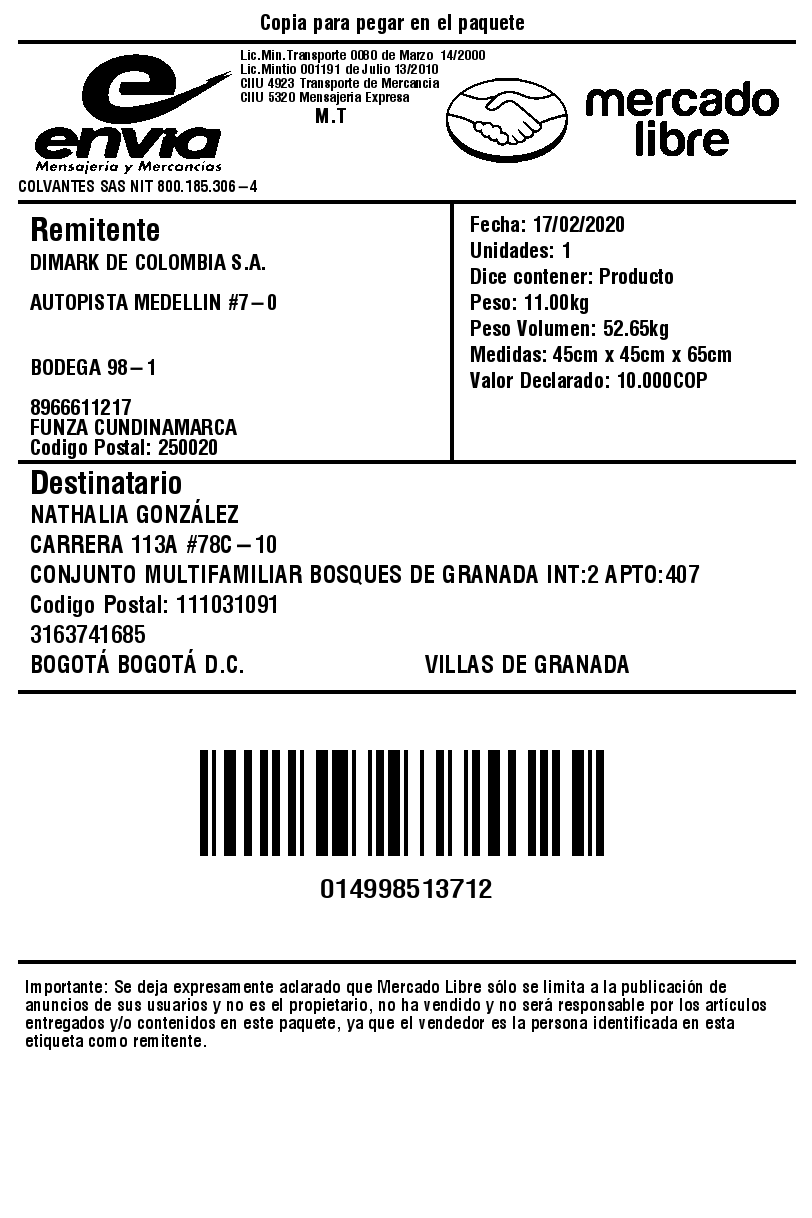 Copia para pegar en el paquete
Lic.Min.Transporte 0080 de Marzo 14/2000
Lic.Mintio 001191 de Julio 13/2010
CIIU 4923 Transporte de Mercancia
CIIU 5320 Mensajeria Expresa
M.T
envia
Mensajería y Mercancías
COLVANTES SAS NIT 800.185.306-4
mercado
libre
Remitente
DIMARK DE COLOMBIA S.A.
AUTOPISTA MEDELLIN #7-0
BODEGA 98-1
8966611217
FUNZA CUNDINAMARCA
Codigo Postal: 250020
Fecha: 17/02/2020
Unidades: 1
Dice contener: Producto
Peso: 11.00kg
Peso Volumen: 52.65kg
Medidas: 45cm x 45cm x 65cm
Valor Declarado: 10.000COP
Destinatario
NATHALIA GONZÁLEZ
CARRERA 113A #78C-10
CONJUNTO MULTIFAMILIAR BOSQUES DE GRANADA INT:2 APTO:407
Codigo Postal: 111031091
3163741685
BOGOTÁ BOGOTÁ D.C. VILLAS DE GRANADA
014998513712
Importante: Se deja expresamente aclarado que Mercado Libre sólo se limita a la publicación de
anuncios de sus usuarios y no es el propietario, no ha vendido y no será responsable por los artículos
entregados y/o contenidos en este paquete, ya que el vendedor es la persona identificada en esta
etiqueta como remitente.